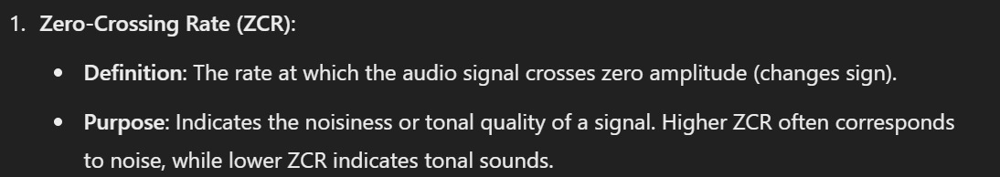 1. Zero-Crossing Rate (ZCR):
• Definition: The rate at which the audio signal crosses zero amplitude (changes sign).
• Purpose: Indicates the noisiness or tonal quality of a signal. Higher ZCR often corresponds
to noise, while lower ZCR indicates tonal sounds.